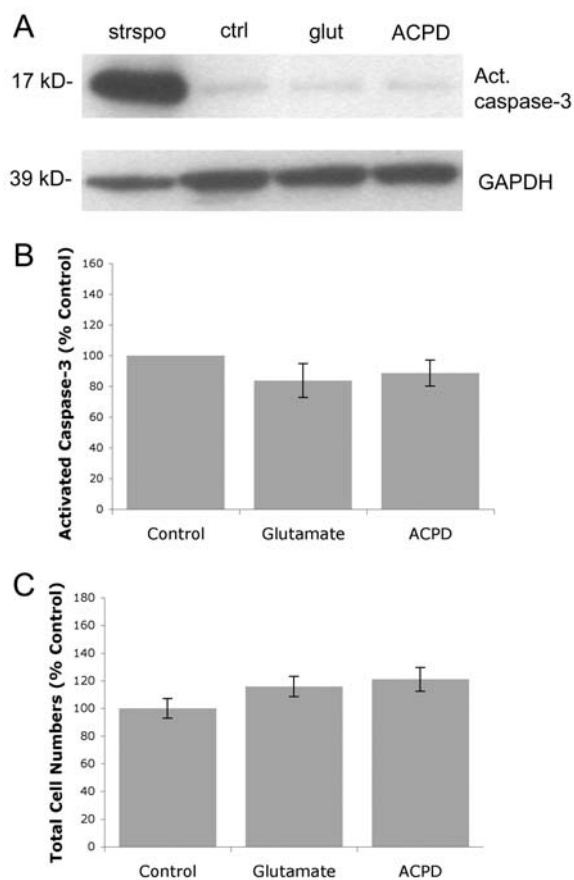 A
strspo ctrl glut ACPD
17 kD-
Act.
caspase-3
39 kD-
GAPDH
B
Activated Caspase-3 (% Control)
160
140
120
100
80
60
40
20
0
Control Glutamate ACPD
C
Total Cell Numbers (% Control)
180
160
140
120
100
80
60
40
20
0
Control Glutamate ACPD